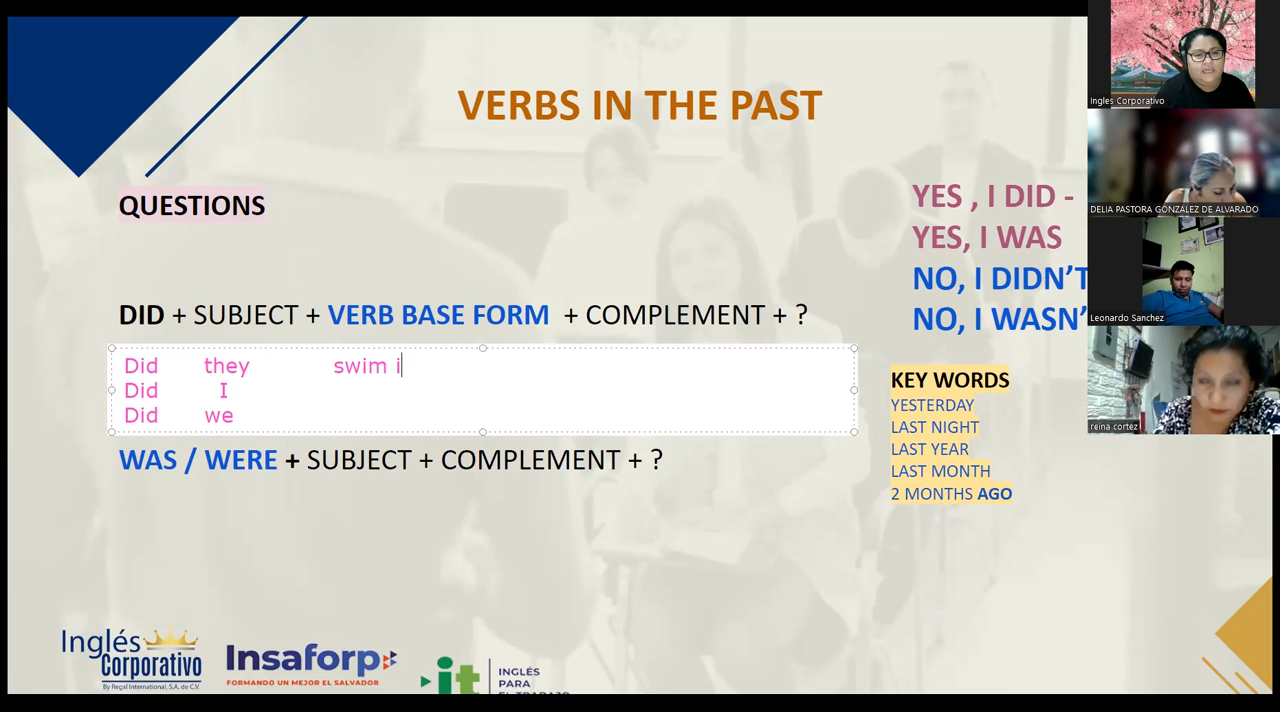 VERBS IN THE PAST
QUESTIONS
YES , I DID -
YES, I WAS
NO, I DIDN'T
NO, I WASN'
DID + SUBJECT + VERB BASE FORM + COMPLEMENT + ?
Did they swim i
Did I
Did we
WAS / WERE + SUBJECT + COMPLEMENT + ?
KEY WORDS
YESTERDAY
LAST NIGHT
LAST YEAR
LAST MONTH
2 MONTHS AGO
Ingles Corporativo
DELIA PASTORA GONZALEZ DE ALVARADO
Leonardo Sanchez
reina cortez
Inglés
Corporativo
By Regal International, S.A. de C.V.
Insaforp
FORMANDO UN MEJOR EL SALVADOR
it
INGLÉS
PARA
EL TRABAJO